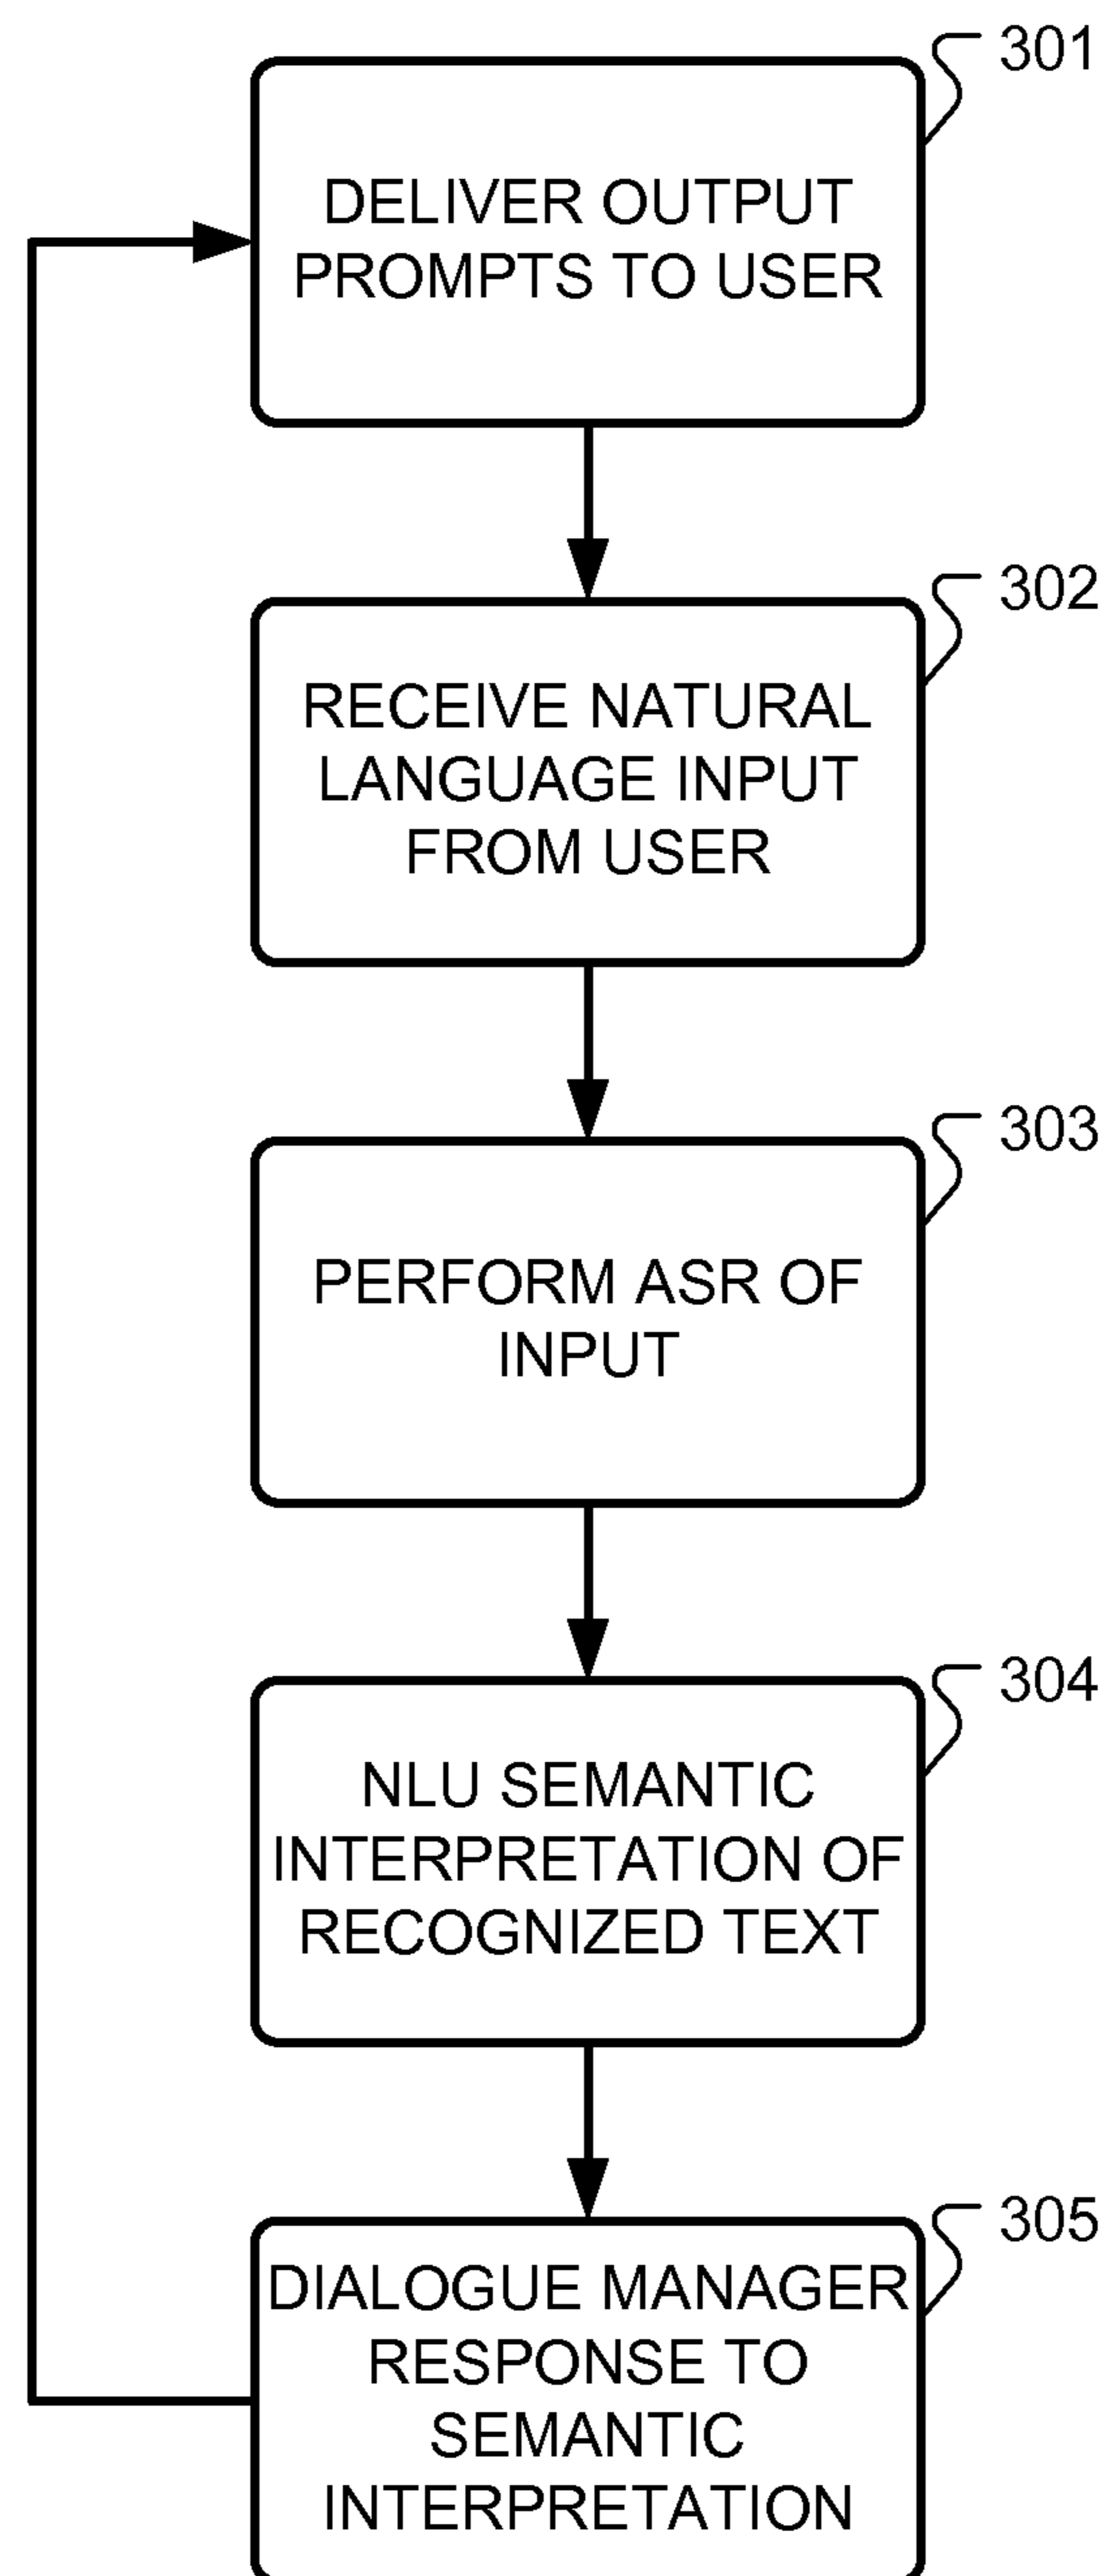 301
DELIVER OUTPUT
PROMPTS TO USER
302
RECEIVE NATURAL
LANGUAGE INPUT
FROM USER
303
PERFORM ASR OF
INPUT
304
NLU SEMANTIC
INTERPRETATION OF
RECOGNIZED TEXT
305
DIALOGUE MANAGER
RESPONSE TO
SEMANTIC
INTERPRETATION